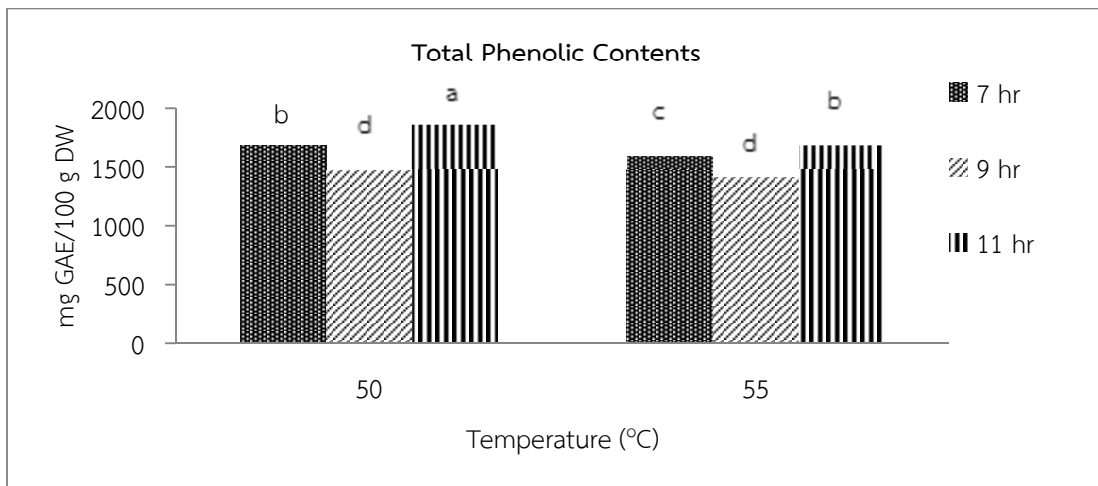 Total Phenolic Contents
mg GAE/100 g DW
2000
1500
1000
500
0
b
d
a
c
d
b
7 hr
9 hr
11 hr
50
55
Temperature (°C)